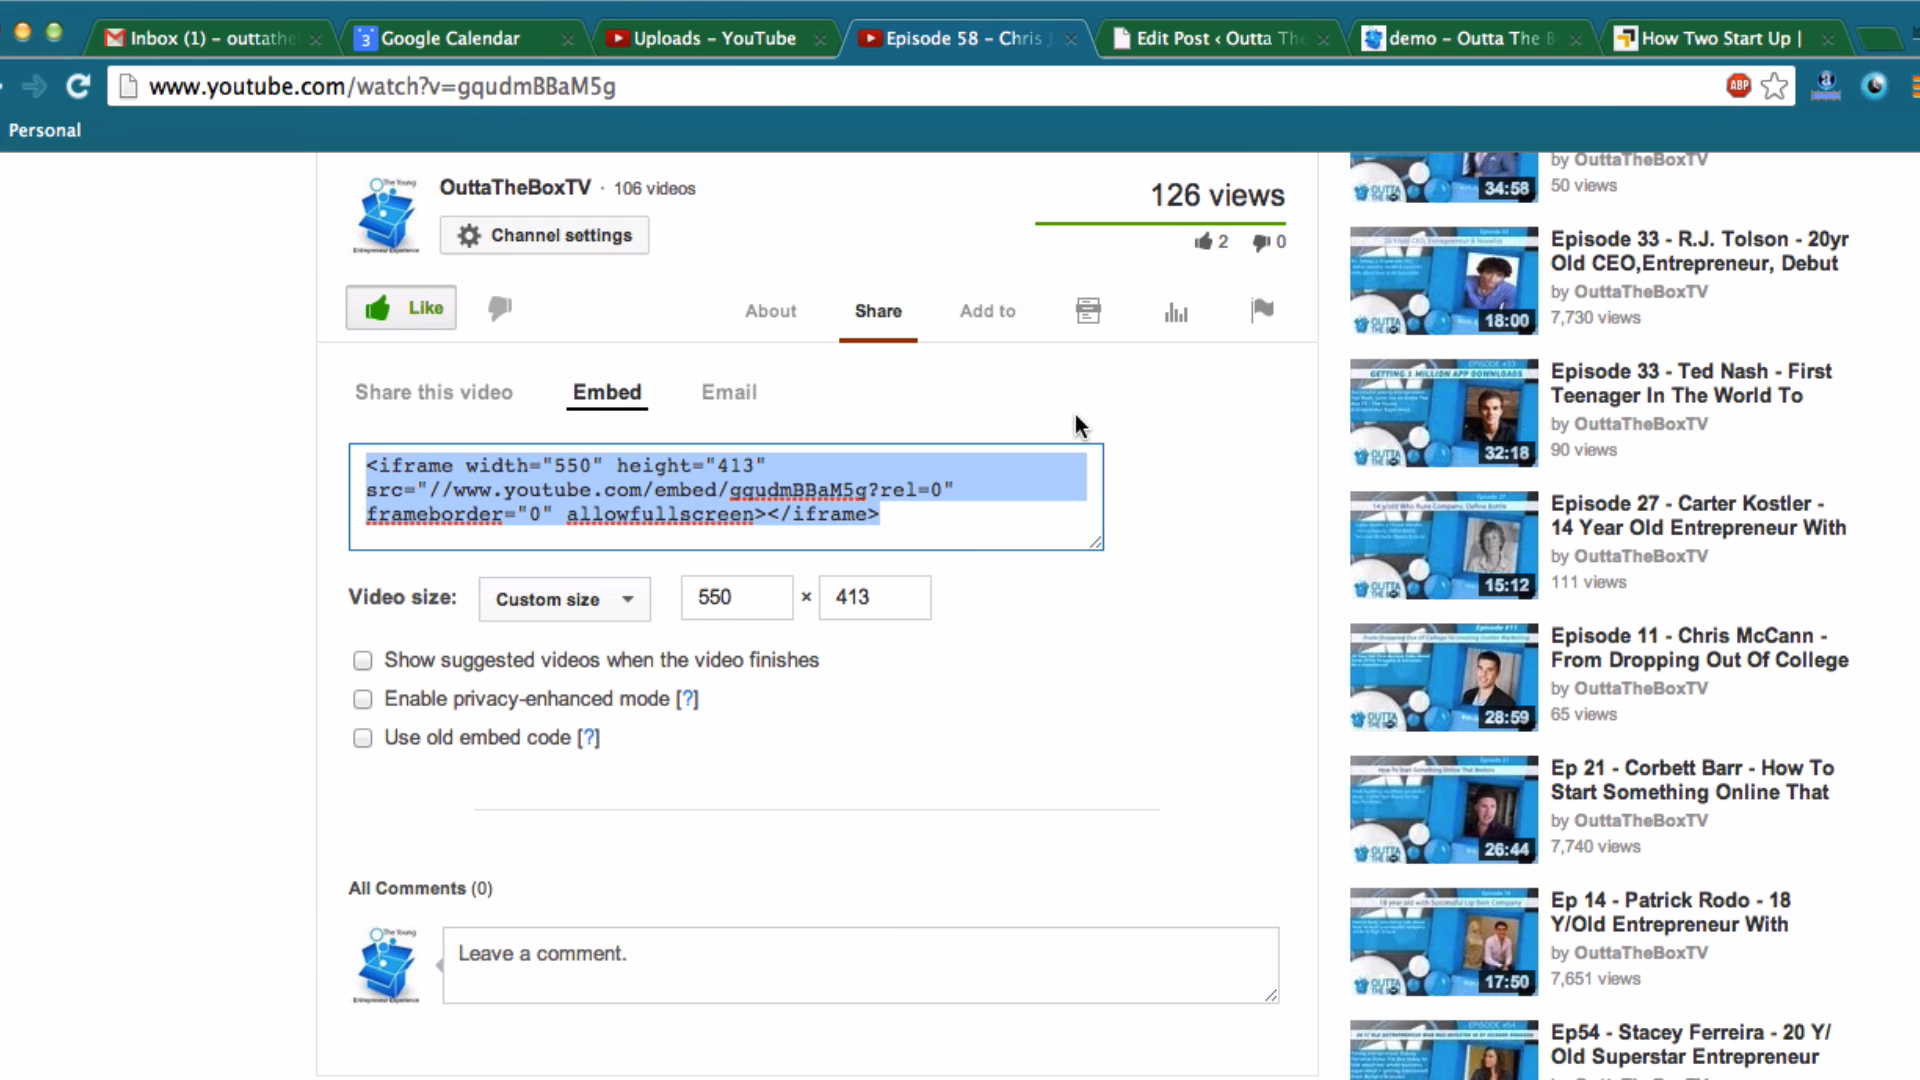 Inbox (1) – outtathe
3 Google Calendar
Uploads – YouTube
Episode 58 – Chris J
Edit Post ‹ Outta The
demo – Outta The B
How Two Start Up |
www.youtube.com/watch?v=gqudmBBaM5g
ABP
Personal
OuttaTheBoxTV · 106 videos
Channel settings
126 views
2
0
Like
About
Share
Add to
Share this video
Embed
Email
<iframe width="550" height="413"
src="//www.youtube.com/embed/gqudmBBaM5g?rel=0"
frameborder="0" allowfullscreen></iframe>
Video size:
Custom size
550
×
413
Show suggested videos when the video finishes
Enable privacy-enhanced mode [?]
Use old embed code [?]
All Comments (0)
Leave a comment.
34:58
by OuttaTheBoxTV
50 views
18:00
Episode 33 - R.J. Tolson - 20yr
Old CEO,Entrepreneur, Debut
by OuttaTheBoxTV
7,730 views
GETTING 1 MILLION APP DOWNLOADS
32:18
Episode 33 - Ted Nash - First
Teenager In The World To
by OuttaTheBoxTV
90 views
15:12
Episode 27 - Carter Kostler -
14 Year Old Entrepreneur With
by OuttaTheBoxTV
111 views
28:59
Episode 11 - Chris McCann -
From Dropping Out Of College
by OuttaTheBoxTV
65 views
26:44
Ep 21 - Corbett Barr - How To
Start Something Online That
by OuttaTheBoxTV
7,740 views
17:50
Ep 14 - Patrick Rodo - 18
Y/Old Entrepreneur With
by OuttaTheBoxTV
7,651 views
Ep54 - Stacey Ferreira - 20 Y/
Old Superstar Entrepreneur